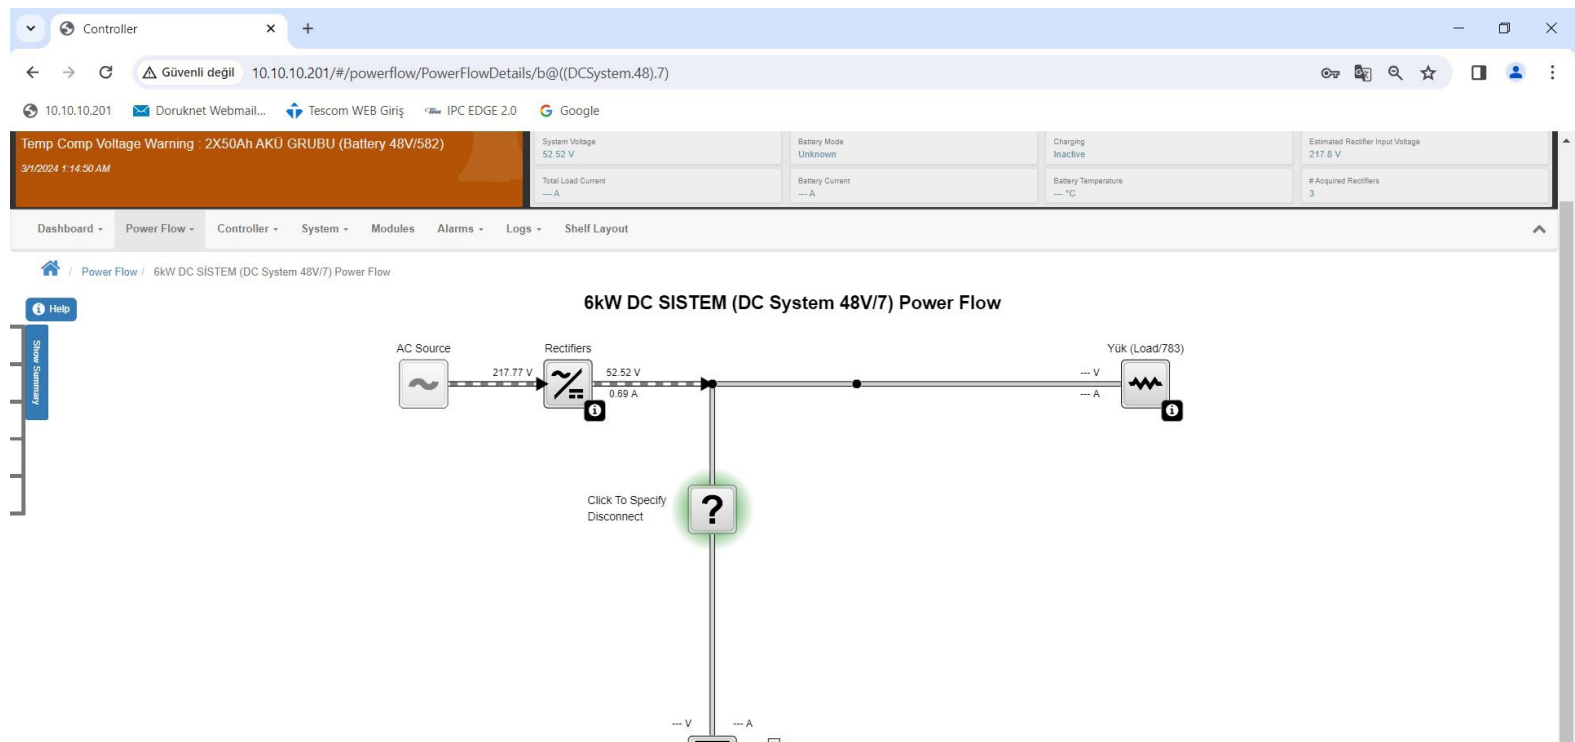 Controller
Güvenli değil 10.10.10.201/#/powerflow/PowerFlowDetails/b@((DCSystem.48).7)
10.10.10.201 Doruknet Webmail... Tescom WEB Giriş IPC EDGE 2.0 Google
Temp Comp Voltage Warning : 2X50Ah AKÜ GRUBU (Battery 48V/582)
3/1/2024 1:14:50 AM
System Voltage
52.52 V
Battery Mode
Unknown
Charging
Inactive
Estimated Rectifier Input Voltage
217.8 V
Total Load Current
--- A
Battery Current
--- A
Battery Temperature
--- °C
# Acquired Rectifiers
3
Dashboard Power Flow Controller System Modules Alarms Logs Shelf Layout
/ Power Flow / 6kW DC SİSTEM (DC System 48V/7) Power Flow
Help
Show Summary
6kW DC SISTEM (DC System 48V/7) Power Flow
AC Source
Rectifiers
Yük (Load/783)
217.77 V
52.52 V
0.69 A
--- V
--- A
Click To Specify
Disconnect
?
--- V --- A